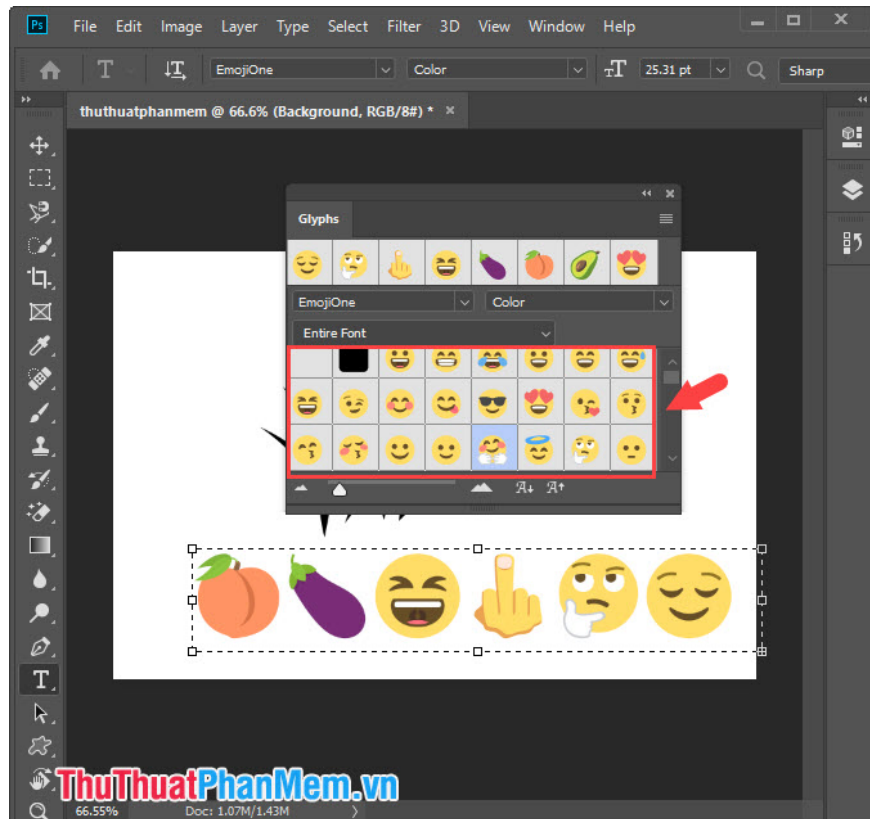 Ps File Edit Image Layer Type Select Filter 3D View Window Help
T EmojiOne Color 25.31 pt Sharp
thuthuatphanmem @ 66.6% (Background, RGB/8#) *
Glyphs
EmojiOne Color
Entire Font
ThuThuatPhanMem.vn
66.55% Doc: 1.07M/1.43M